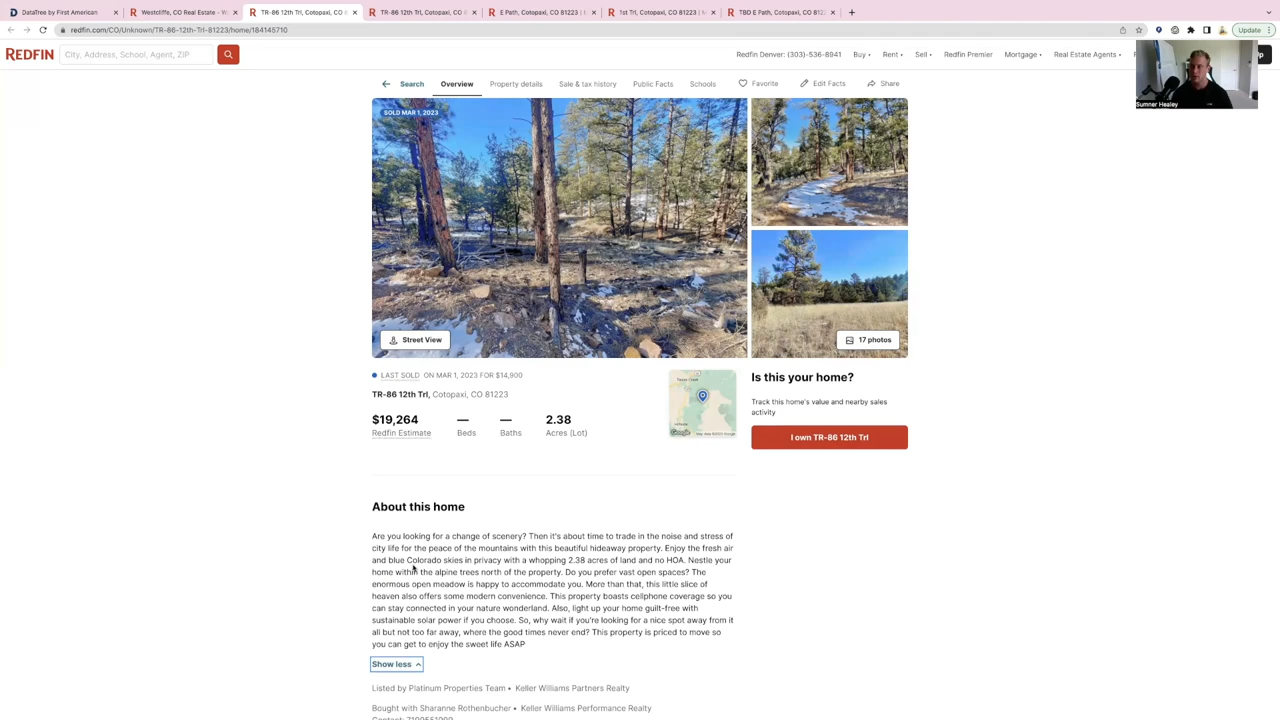 DataTree by First American
Westcliffe, CO Real Estate - W
TR-86 12th Trl, Cotopaxi, CO
TR-86 12th Trl, Cotopaxi, CO
E Path, Cotopaxi, CO 81223 |
1st Trl, Cotopaxi, CO 81223 |
TBD E Path, Cotopaxi, CO 812
redfin.com/CO/Unknown/TR-86-12th-Trl-81223/home/184145710
Update
REDFIN
City, Address, School, Agent, ZIP
Redfin Denver: (303)-536-8941
Buy
Rent
Sell
Redfin Premier
Mortgage
Real Estate Agents
Sumner Healey
Search
Overview
Property details
Sale & tax history
Public Facts
Schools
Favorite
Edit Facts
Share
SOLD MAR 1, 2023
Street View
17 photos
LAST SOLD ON MAR 1, 2023 FOR $14,900
TR-86 12th Trl, Cotopaxi, CO 81223
$19,264
Redfin Estimate
— Beds
— Baths
2.38
Acres (Lot)
Google
Is this your home?
Track this home's value and nearby sales
activity
I own TR-86 12th Trl
About this home
Are you looking for a change of scenery? Then it's about time to trade in the noise and stress of
city life for the peace of the mountains with this beautiful hideaway property. Enjoy the fresh air
and blue Colorado skies in privacy with a whopping 2.38 acres of land and no HOA. Nestle your
home within the alpine trees north of the property. Do you prefer vast open spaces? The
enormous open meadow is happy to accommodate you. More than that, this little slice of
heaven also offers some modern convenience. This property boasts cellphone coverage so you
can stay connected in your nature wonderland. Also, light up your home guilt-free with
sustainable solar power if you choose. So, why wait if you're looking for a nice spot away from it
all but not too far away, where the good times never end? This property is priced to move so
you can get to enjoy the sweet life ASAP
Show less
Listed by Platinum Properties Team • Keller Williams Partners Realty
Bought with Sharanne Rothenbucher • Keller Williams Performance Realty
Contact: 7199551999